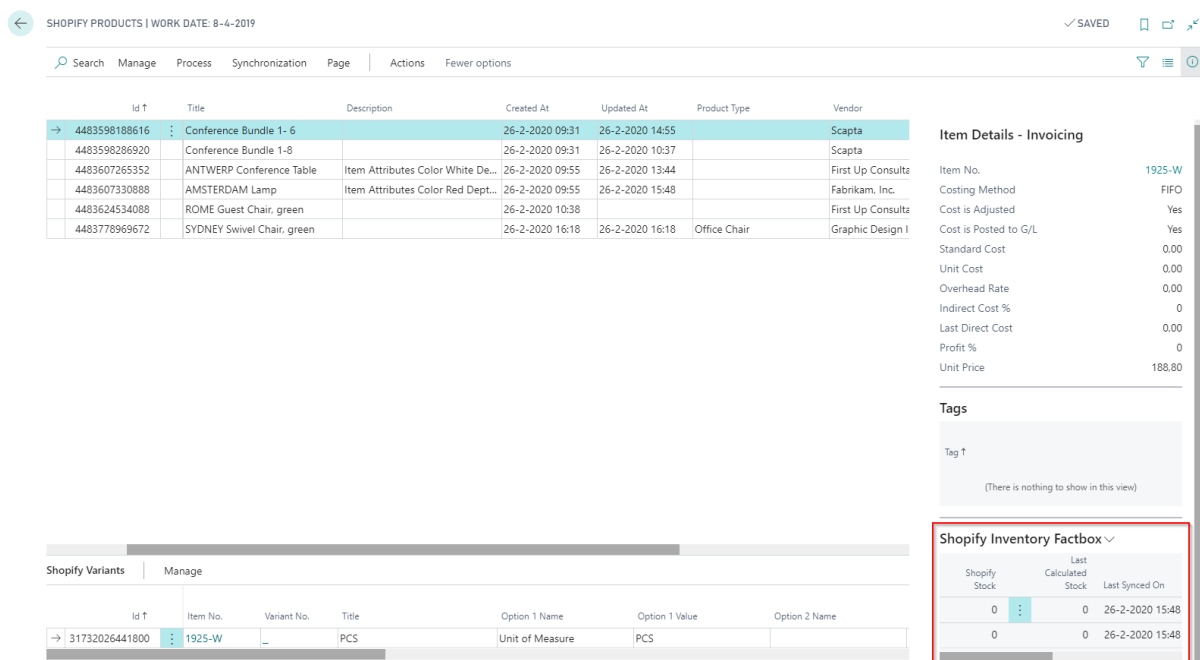 SHOPIFY PRODUCTS | WORK DATE: 8-4-2019
SAVED
Search Manage Process Synchronization Page Actions Fewer options
Id ↑ Title Description Created At Updated At Product Type Vendor
4483598188616 Conference Bundle 1- 6 26-2-2020 09:31 26-2-2020 14:55 Scapta
4483598286920 Conference Bundle 1-8 26-2-2020 09:31 26-2-2020 10:37 Scapta
4483607265352 ANTWERP Conference Table Item Attributes Color White De... 26-2-2020 09:55 26-2-2020 13:44 First Up Consulta
4483607330888 AMSTERDAM Lamp Item Attributes Color Red Dept... 26-2-2020 09:55 26-2-2020 15:48 Fabrikam, Inc.
4483624534088 ROME Guest Chair, green 26-2-2020 10:38 First Up Consulta
4483778969672 SYDNEY Swivel Chair, green 26-2-2020 16:18 26-2-2020 16:18 Office Chair Graphic Design I
Item Details - Invoicing
Item No. 1925-W
Costing Method FIFO
Cost is Adjusted Yes
Cost is Posted to G/L Yes
Standard Cost 0,00
Unit Cost 0,00
Overhead Rate 0,00
Indirect Cost % 0
Last Direct Cost 0,00
Profit % 0
Unit Price 188,80
Tags
Tag ↑
(There is nothing to show in this view)
Shopify Inventory Factbox
Shopify Stock Last Calculated Stock Last Synced On
0 0 26-2-2020 15:48
0 0 26-2-2020 15:48
Shopify Variants Manage
Id ↑ Item No. Variant No. Title Option 1 Name Option 1 Value Option 2 Name
31732026441800 1925-W _ PCS Unit of Measure PCS